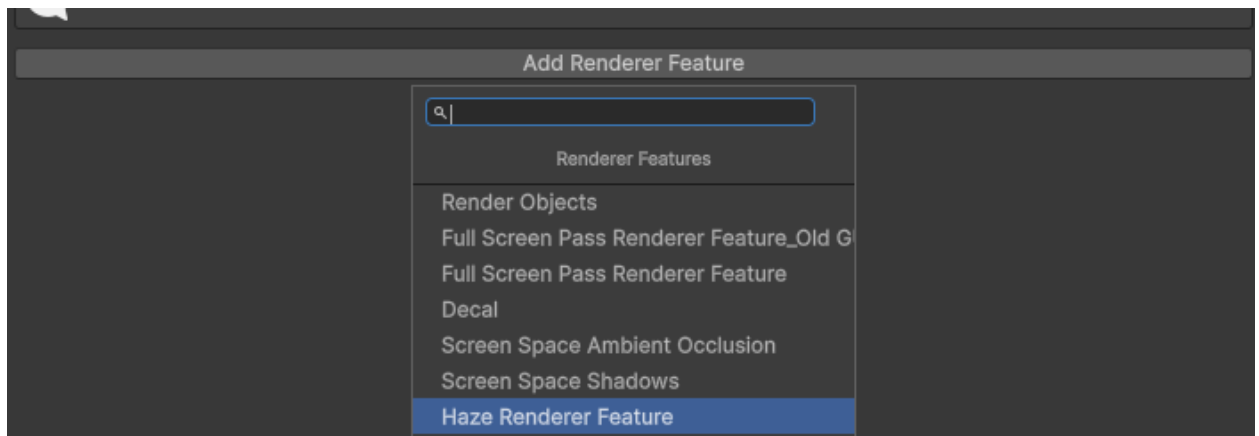 Add Renderer Feature
Renderer Features
Render Objects
Full Screen Pass Renderer Feature_Old G
Full Screen Pass Renderer Feature
Decal
Screen Space Ambient Occlusion
Screen Space Shadows
Haze Renderer Feature